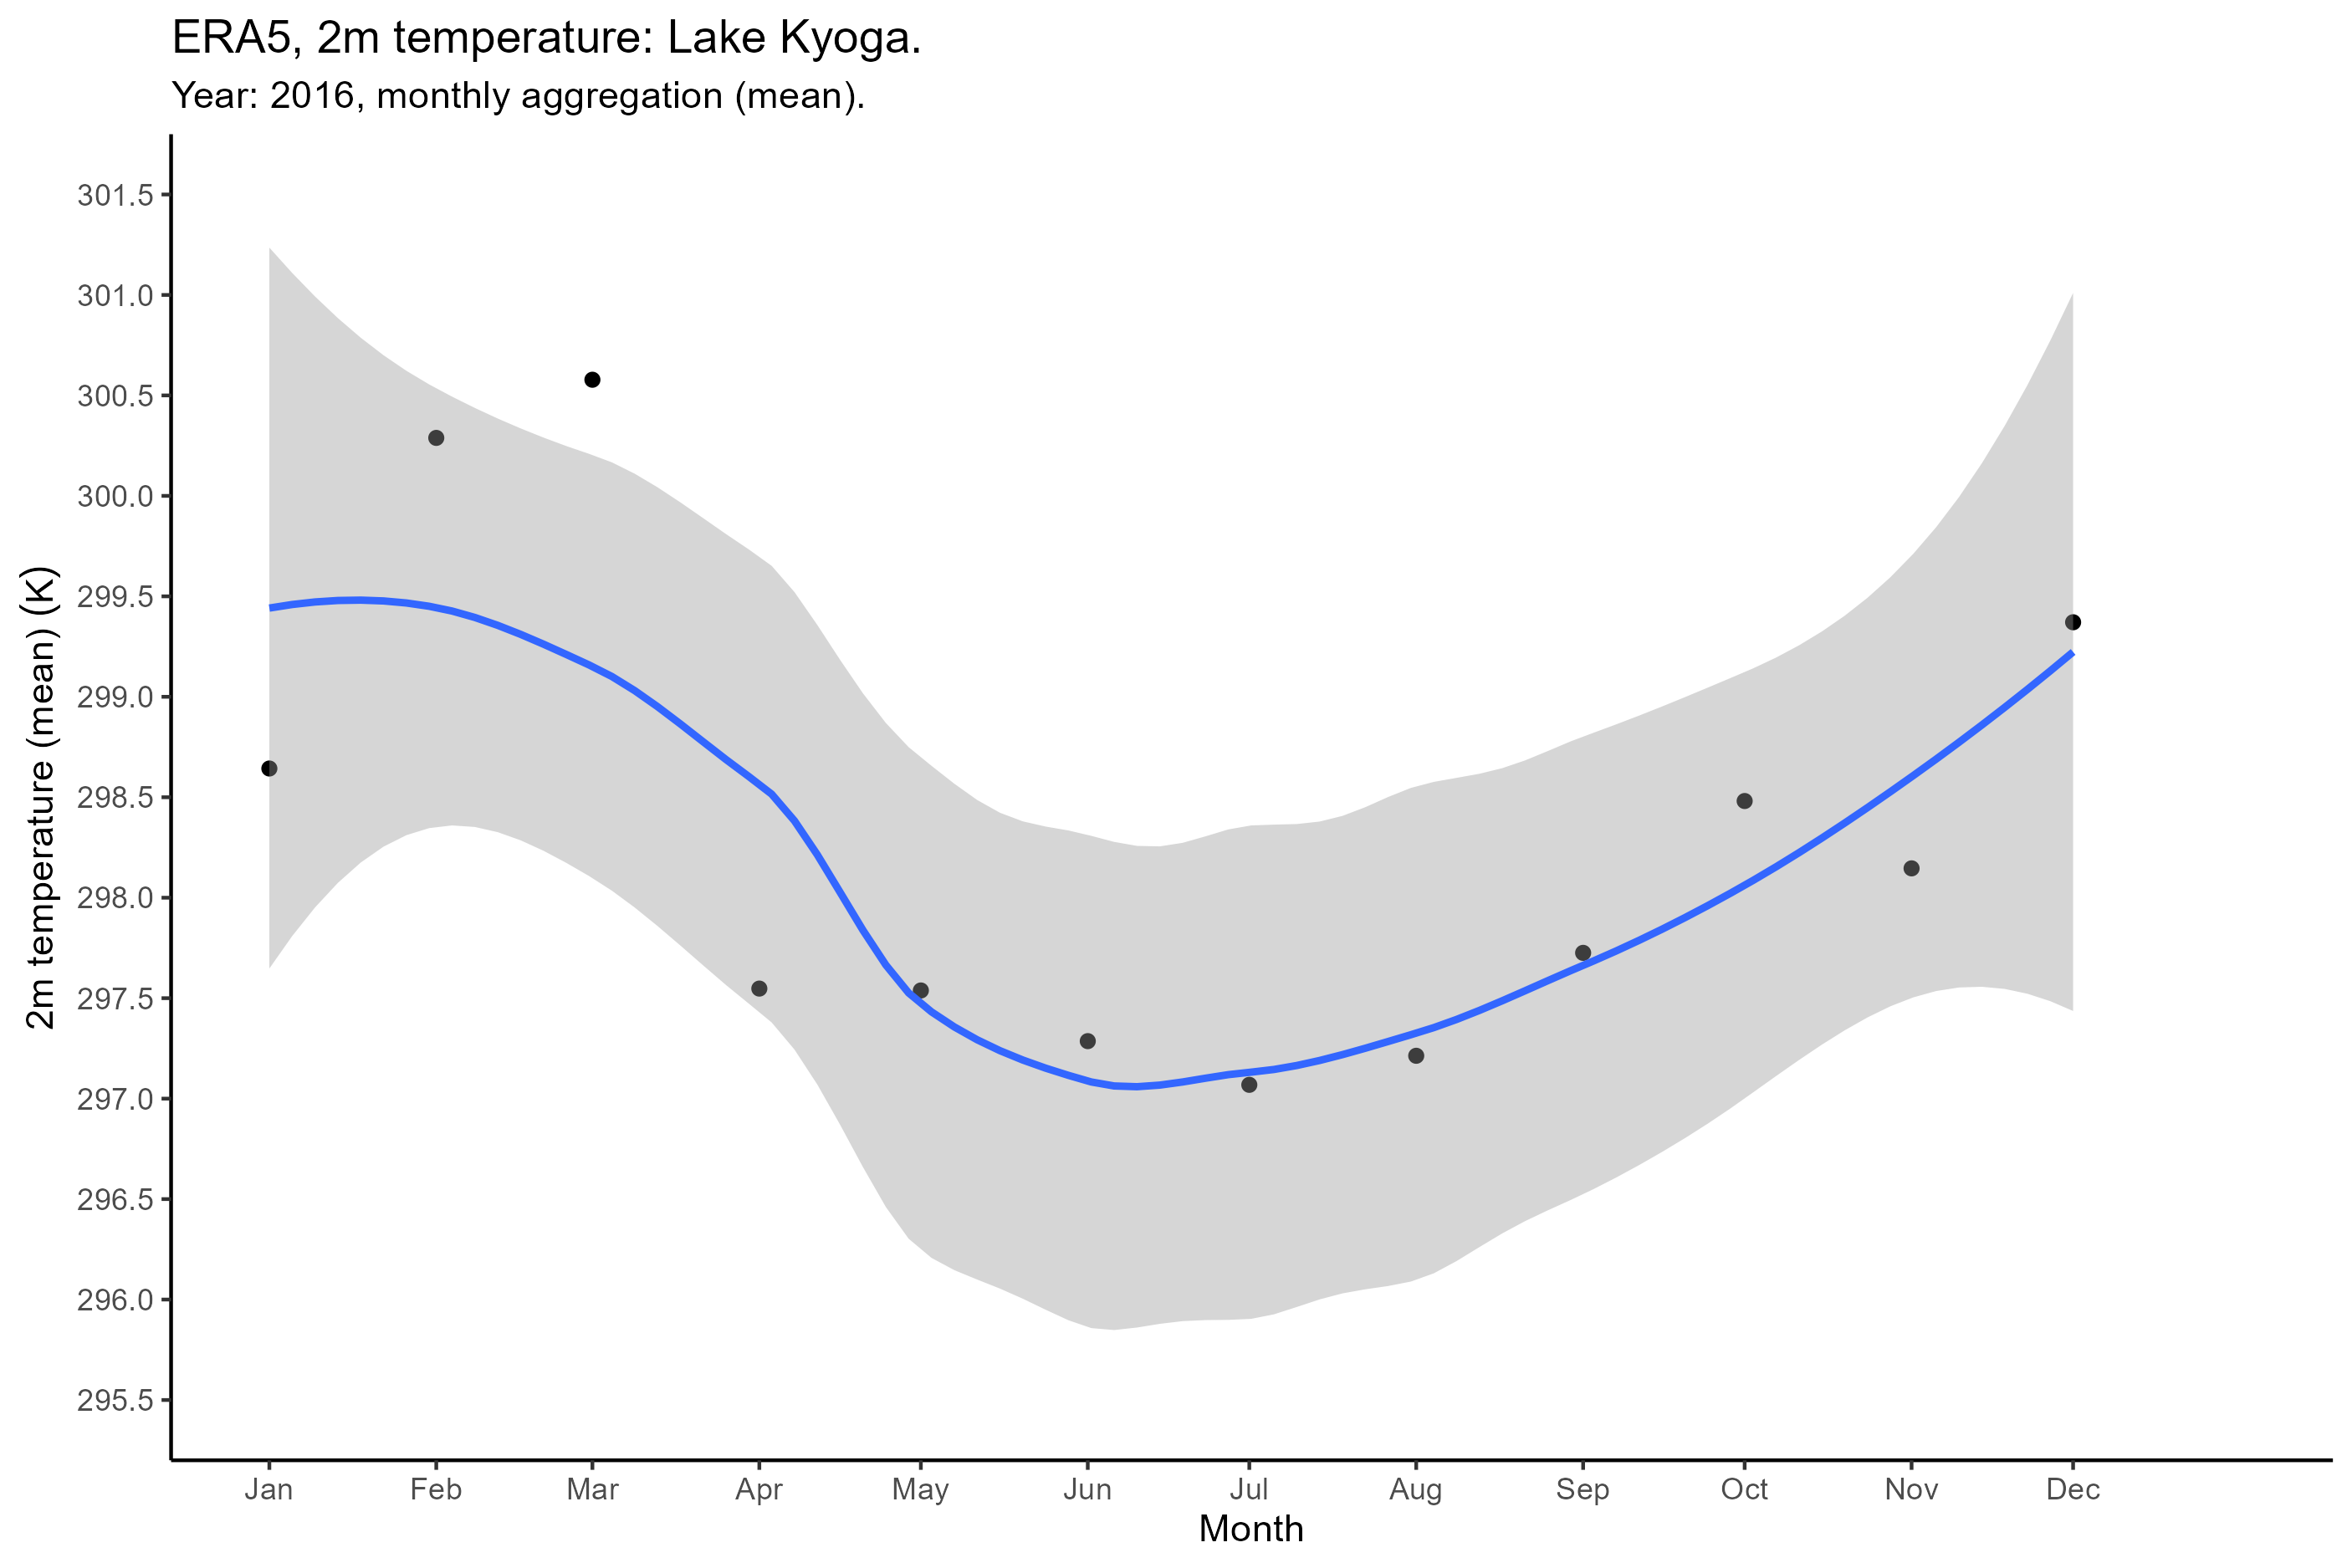 ERA5, 2m temperature: Lake Kyoga.
Year: 2016, monthly aggregation (mean).
2m temperature (mean) (K)
301.5
301.0
300.5
300.0
299.5
299.0
298.5
298.0
297.5
297.0
296.5
296.0
295.5
Jan Feb Mar Apr May Jun Jul Aug Sep Oct Nov Dec
Month